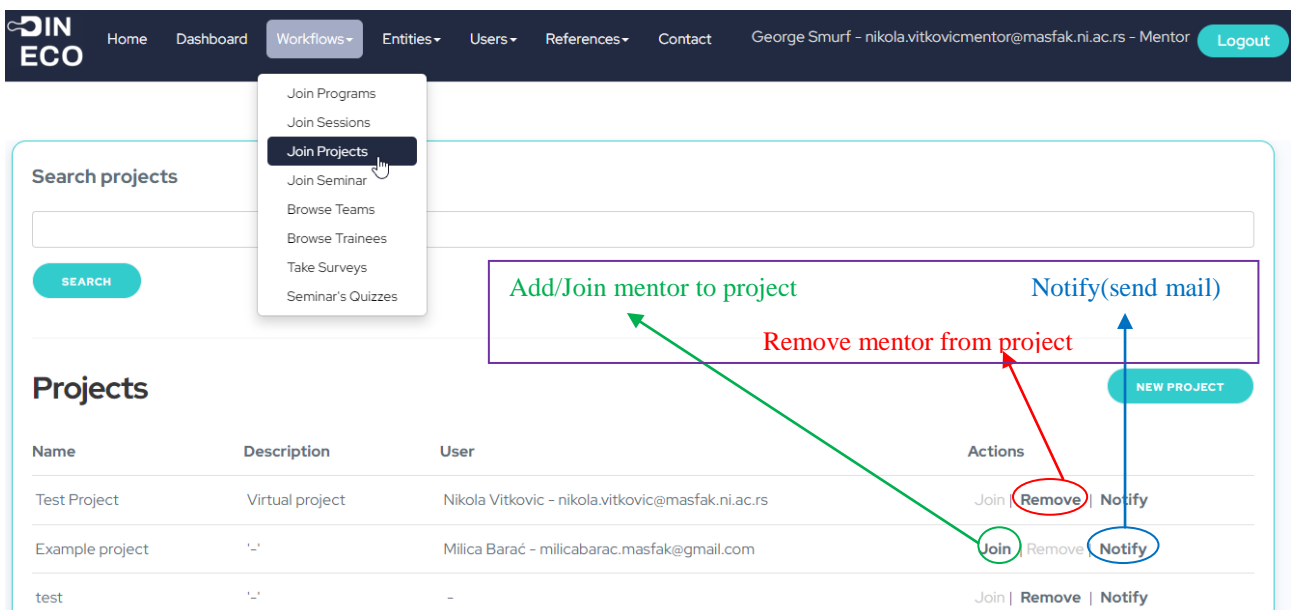 DIN
ECO
Home Dashboard Workflows Entities Users References Contact George Smurf - nikola.vitkovicmentor@masfak.ni.ac.rs - Mentor Logout
Join Programs
Join Sessions
Join Projects
Join Seminar
Browse Teams
Browse Trainees
Take Surveys
Seminar's Quizzes
Search projects
SEARCH
Add/Join mentor to project Notify(send mail)
Remove mentor from project
Projects
NEW PROJECT
Name Description User Actions
Test Project Virtual project Nikola Vitkovic - nikola.vitkovic@masfak.ni.ac.rs Join | Remove | Notify
Example project '-' Milica Barać - milicabarac.masfak@gmail.com Join | Remove | Notify
test '-' - Join | Remove | Notify